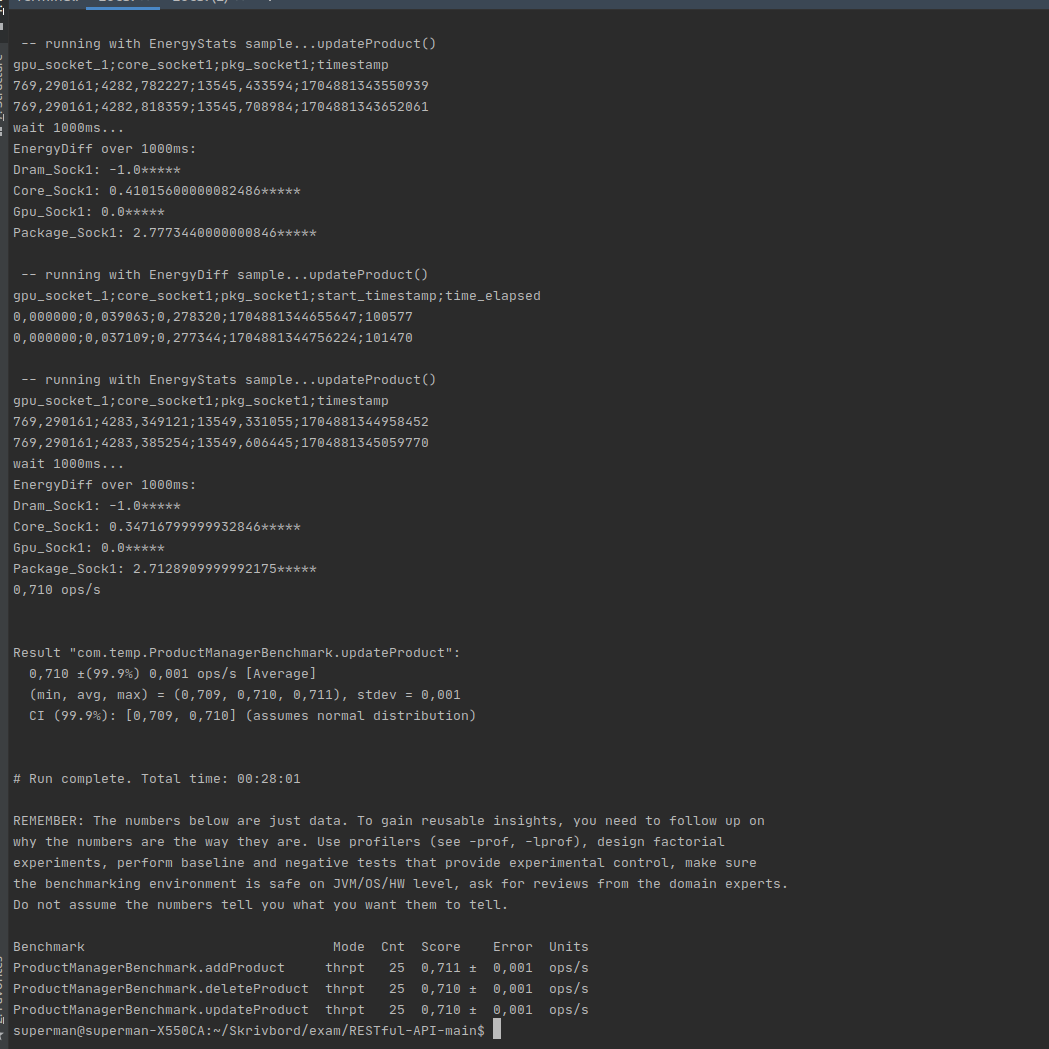 -- running with EnergyStats sample...updateProduct()
gpu_socket_1;core_socket1;pkg_socket1;timestamp
769,290161;4282,782227;13545,433594;1704881343550939
769,290161;4282,818359;13545,708984;1704881343652061
wait 1000ms...
EnergyDiff over 1000ms:
Dram_Sock1: -1.0*****
Core_Sock1: 0.41015600000082486*****
Gpu_Sock1: 0.0*****
Package_Sock1: 2.7773440000000846*****
-- running with EnergyDiff sample...updateProduct()
gpu_socket_1;core_socket1;pkg_socket1;start_timestamp;time_elapsed
0,000000;0,039063;0,278320;1704881344655647;100577
0,000000;0,037109;0,277344;1704881344756224;101470
-- running with EnergyStats sample...updateProduct()
gpu_socket_1;core_socket1;pkg_socket1;timestamp
769,290161;4283,349121;13549,331055;1704881344958452
769,290161;4283,385254;13549,606445;1704881345059770
wait 1000ms...
EnergyDiff over 1000ms:
Dram_Sock1: -1.0*****
Core_Sock1: 0.34716799999932846*****
Gpu_Sock1: 0.0*****
Package_Sock1: 2.7128909999992175*****
0,710 ops/s
Result "com.temp.ProductManagerBenchmark.updateProduct":
0,710 ±(99.9%) 0,001 ops/s [Average]
(min, avg, max) = (0,709, 0,710, 0,711), stdev = 0,001
CI (99.9%): [0,709, 0,710] (assumes normal distribution)
# Run complete. Total time: 00:28:01
REMEMBER: The numbers below are just data. To gain reusable insights, you need to follow up on
why the numbers are the way they are. Use profilers (see -prof, -lprof), design factorial
experiments, perform baseline and negative tests that provide experimental control, make sure
the benchmarking environment is safe on JVM/OS/HW level, ask for reviews from the domain experts.
Do not assume the numbers tell you what you want them to tell.
Benchmark Mode Cnt Score Error Units
ProductManagerBenchmark.addProduct thrpt 25 0,711 ± 0,001 ops/s
ProductManagerBenchmark.deleteProduct thrpt 25 0,710 ± 0,001 ops/s
ProductManagerBenchmark.updateProduct thrpt 25 0,710 ± 0,001 ops/s
superman@superman-X550CA:~/Skrivbord/exam/RESTful-API-main$